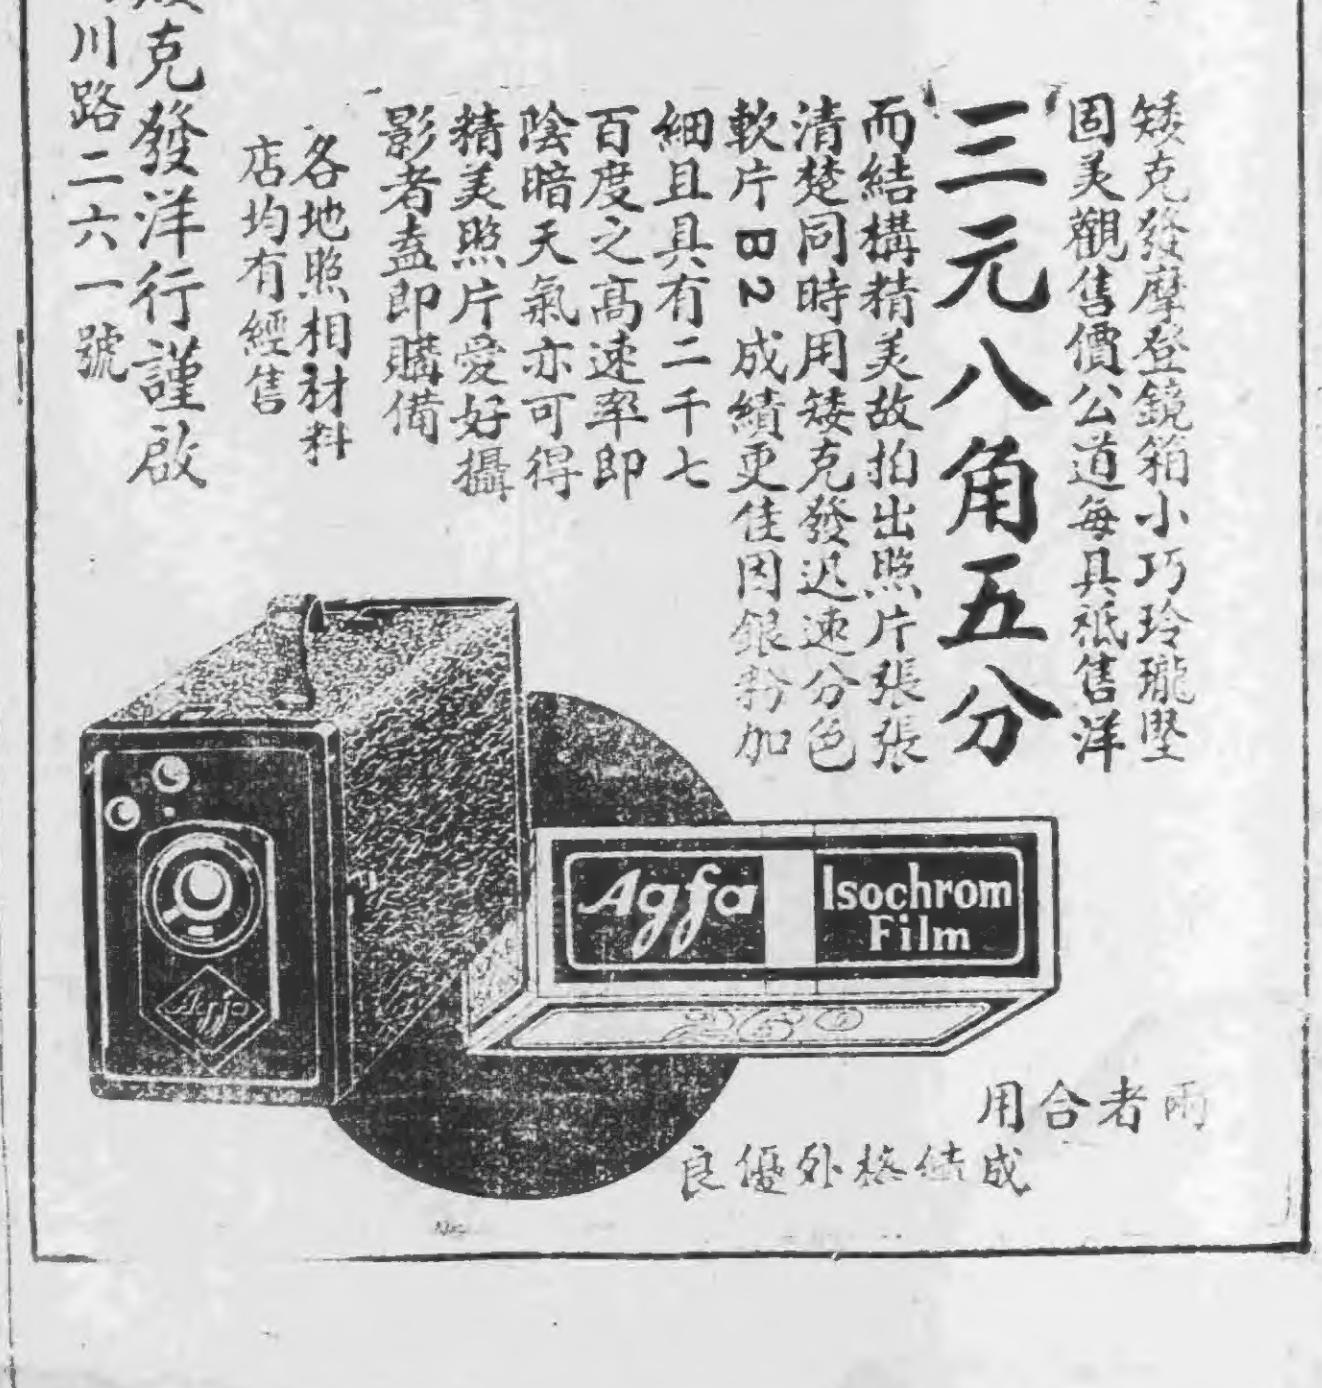 矮克發摩登鏡箱小巧玲瓏堅
固美觀售價公道每具祗售洋
三元八角五分
而結構精美故拍出照片張張
清楚同時用矮克發迅速分色
軟片B2成績更佳因銀粉加
細且具有二千七
百度之高速率即
陰暗天氣亦可得
精美照片愛好攝
影者盍即購備
各地照相材料
店均有經售
克發洋行謹啟
川路二六一號
Agfa
Isochrom
Film
Agfa
兩者合用
成績格外優良